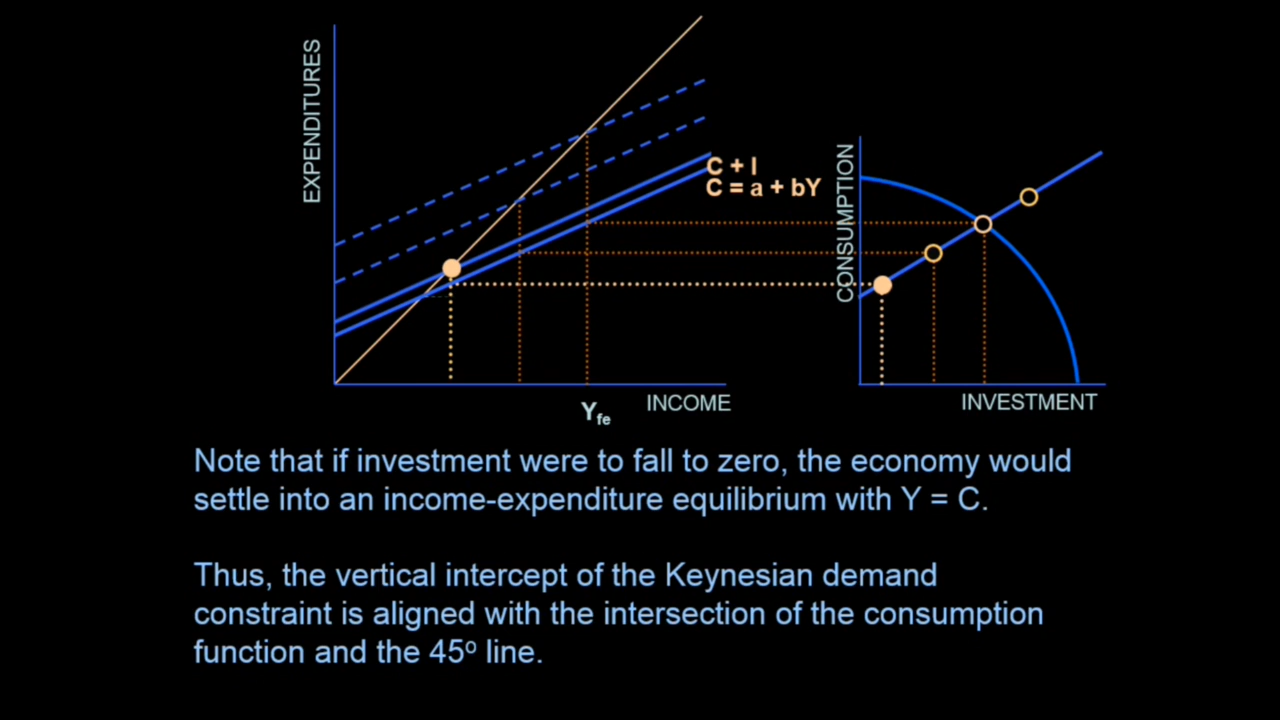 EXPENDITURES
C + I
C = a + bY
CONSUMPTION
Yfe
INCOME
INVESTMENT
Note that if investment were to fall to zero, the economy would
settle into an income-expenditure equilibrium with Y = C.
Thus, the vertical intercept of the Keynesian demand
constraint is aligned with the intersection of the consumption
function and the 45º line.